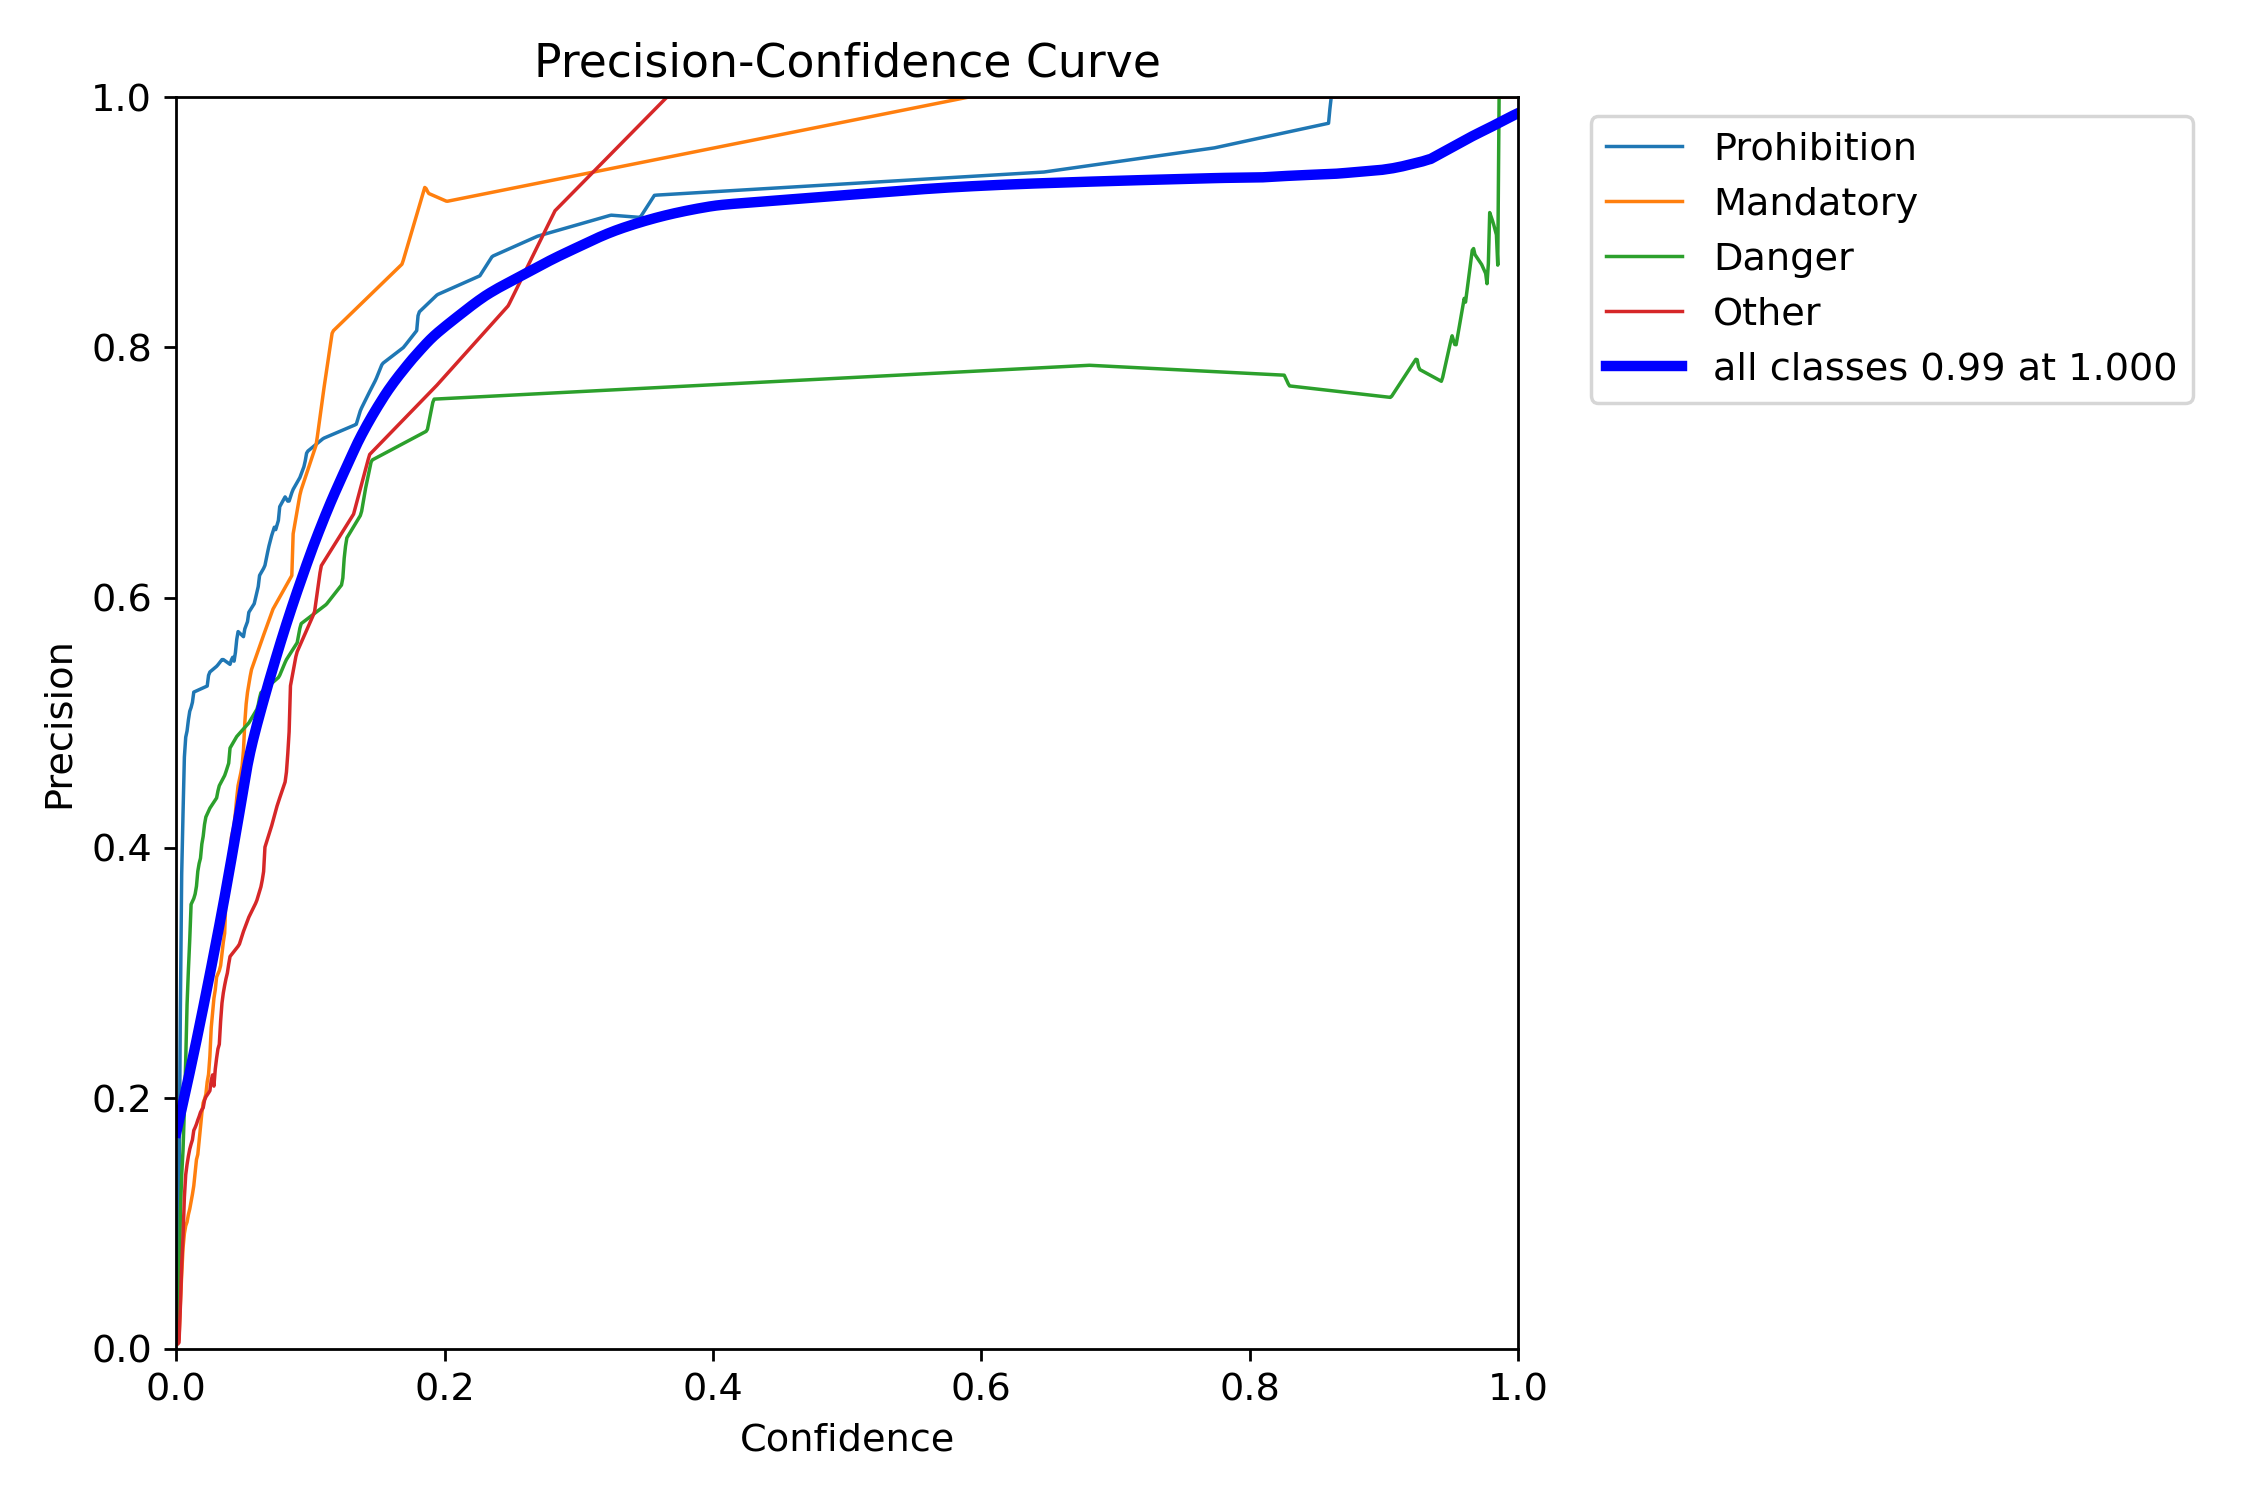 Precision-Confidence Curve
1.0
0.8
0.6
0.4
0.2
0.0
Precision
0.0 0.2 0.4 0.6 0.8 1.0
Confidence
Prohibition
Mandatory
Danger
Other
all classes 0.99 at 1.000